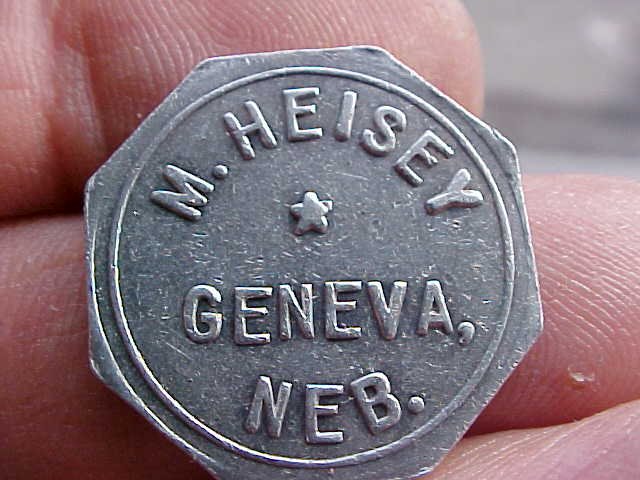 M. HEISEY
GENEVA,
NEB.